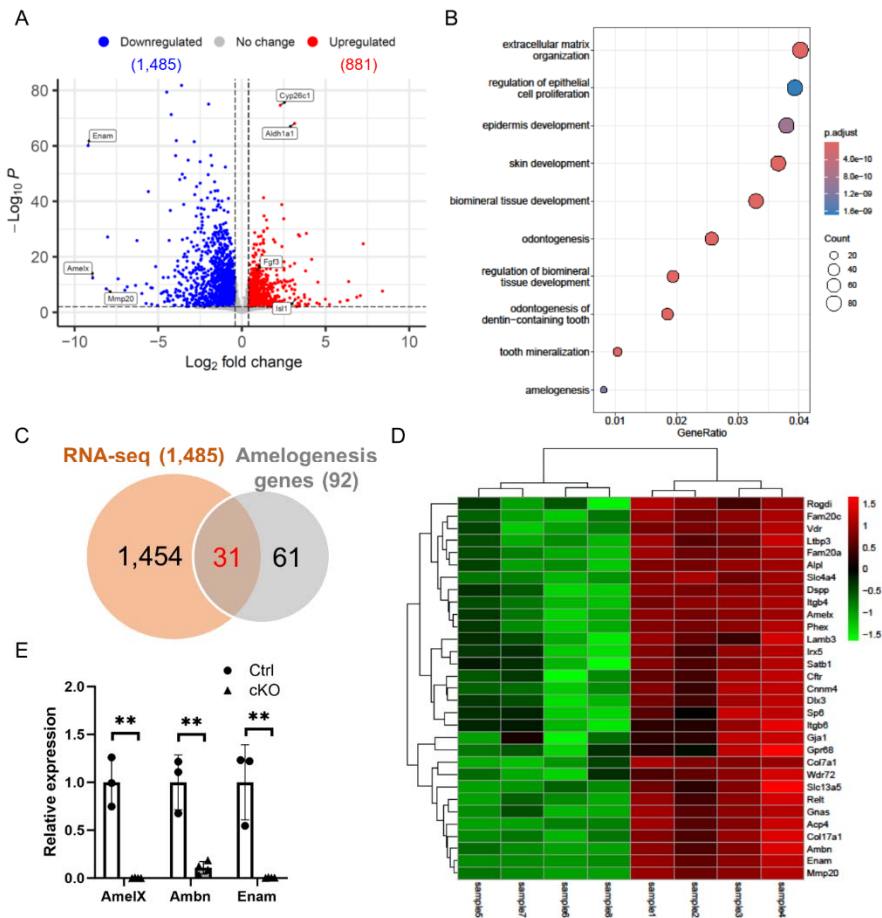 A
Downregulated
No change
Upregulated
(1,485)
(881)
80
60
40
20
0
−Log10 P
Cyp26c1
Aldh1a1
Enam
Amelx
Mmp20
Fgf3
Isl1
−10
−5
0
5
10
Log2 fold change
B
extracellular matrix
organization
regulation of epithelial
cell proliferation
epidermis development
skin development
biomineral tissue development
odontogenesis
regulation of biomineral
tissue development
odontogenesis of
dentin−containing tooth
tooth mineralization
amelogenesis
0.01
0.02
0.03
0.04
GeneRatio
p.adjust
4.0e−10
8.0e−10
1.2e−09
1.6e−09
Count
20
40
60
80
C
RNA-seq (1,485)
Amelogenesis
genes (92)
1,454
31
61
D
Rogdi
Fam20c
Vdr
Ltbp3
Fam20a
Alpl
Slc4a4
Dspp
Itgb4
Amelx
Phex
Lamb3
Irx5
Satb1
Cftr
Cnnm4
Dlx3
Sp6
Itgb6
Gja1
Gpr68
Col7a1
Wdr72
Slc13a5
Relt
Gnas
Acp4
Col17a1
Ambn
Enam
Mmp20
sample5
sample7
sample6
sample8
sample1
sample2
sample3
sample4
1.5
1
0.5
0
−0.5
−1
−1.5
E
Ctrl
cKO
2.0
1.5
1.0
0.5
0.0
Relative expression
**
**
**
AmelX
Ambn
Enam